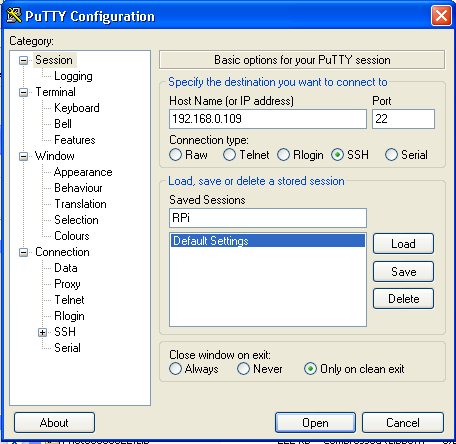 PuTTY Configuration
Category:
Session
Logging
Terminal
Keyboard
Bell
Features
Window
Appearance
Behaviour
Translation
Selection
Colours
Connection
Data
Proxy
Telnet
Rlogin
SSH
Serial
Basic options for your PuTTY session
Specify the destination you want to connect to
Host Name (or IP address) Port
192.168.0.109 22
Connection type:
Raw Telnet Rlogin SSH Serial
Load, save or delete a stored session
Saved Sessions
RPi
Default Settings
Load
Save
Delete
Close window on exit:
Always Never Only on clean exit
About Open Cancel